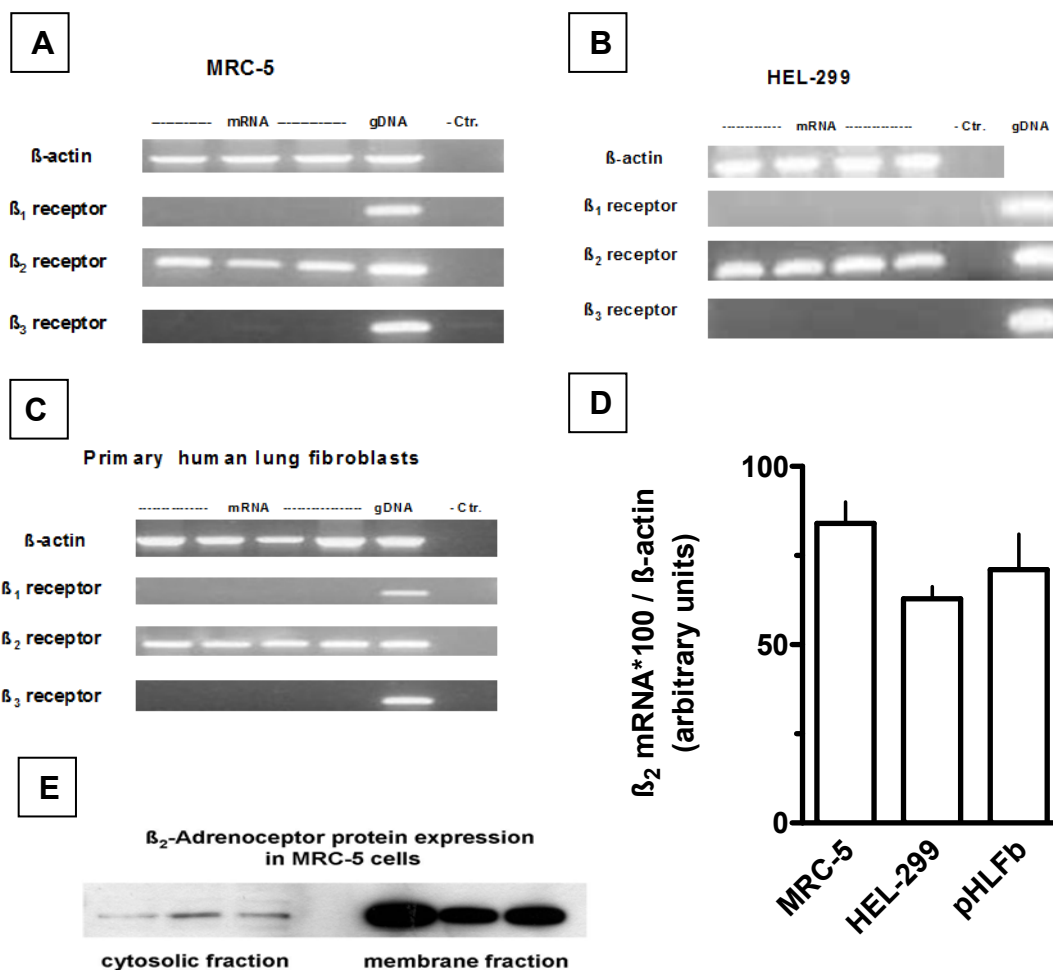 A
MRC-5
------------ mRNA ------------ gDNA - Ctr.
ß-actin
ß₁ receptor
ß₂ receptor
ß₃ receptor
B
HEL-299
------------ mRNA ------------ - Ctr. gDNA
ß-actin
ß₁ receptor
ß₂ receptor
ß₃ receptor
C
Primary human lung fibroblasts
------------ mRNA ------------ gDNA - Ctr.
ß-actin
ß₁ receptor
ß₂ receptor
ß₃ receptor
D
ß₂ mRNA*100 / ß-actin
(arbitrary units)
100
50
0
MRC-5
HEL-299
pHLFb
E
ß₂-Adrenoceptor protein expression
in MRC-5 cells
cytosolic fraction membrane fraction